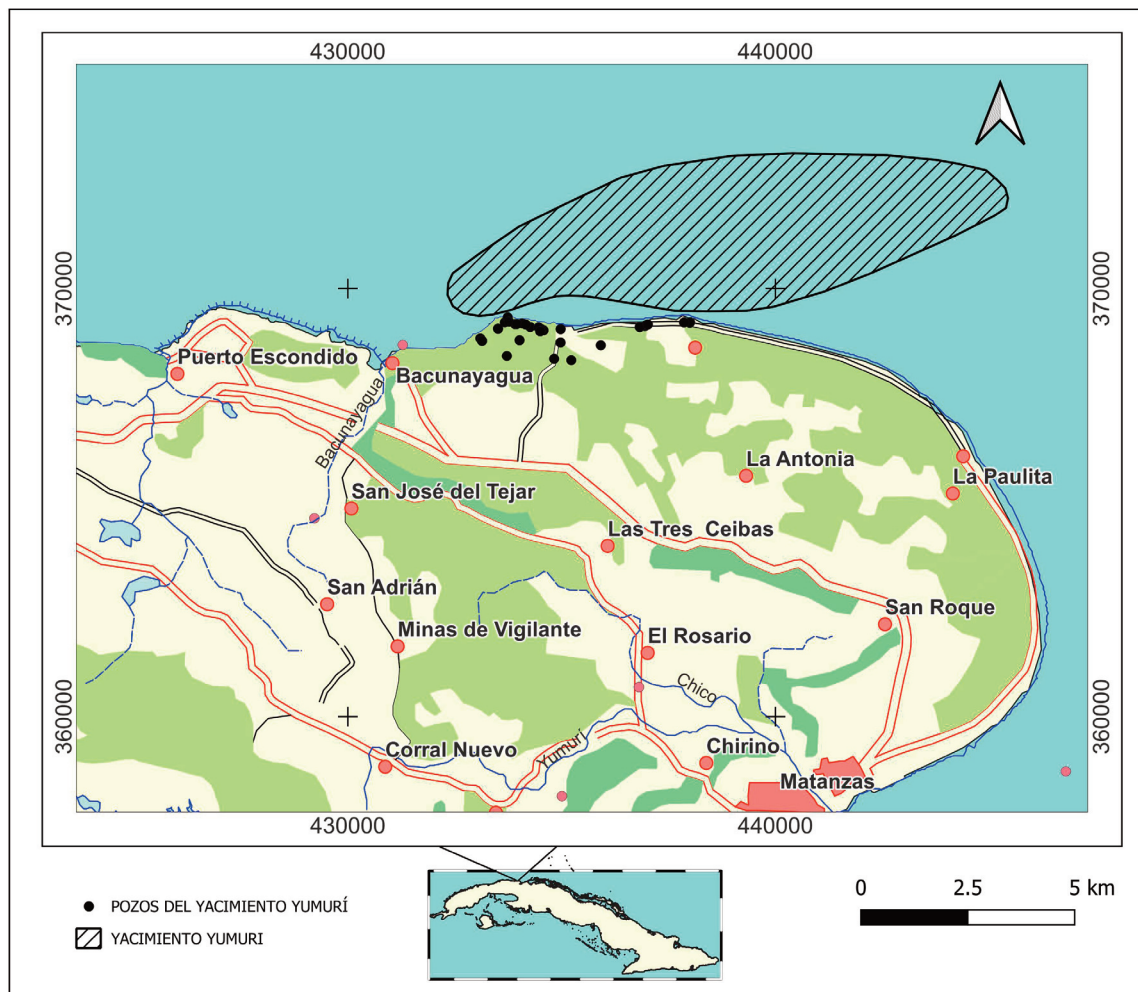 430000
440000
370000
370000
Puerto Escondido
Bacunayagua
Bacunayagua
La Antonia
La Paulita
San José del Tejar
Las Tres Ceibas
San Adrián
San Roque
Minas de Vigilante
El Rosario
Chico
360000
360000
Corral Nuevo
Yumurí
Chirino
Matanzas
430000
440000
POZOS DEL YACIMIENTO YUMURÍ
YACIMIENTO YUMURI
0 2.5 5 km